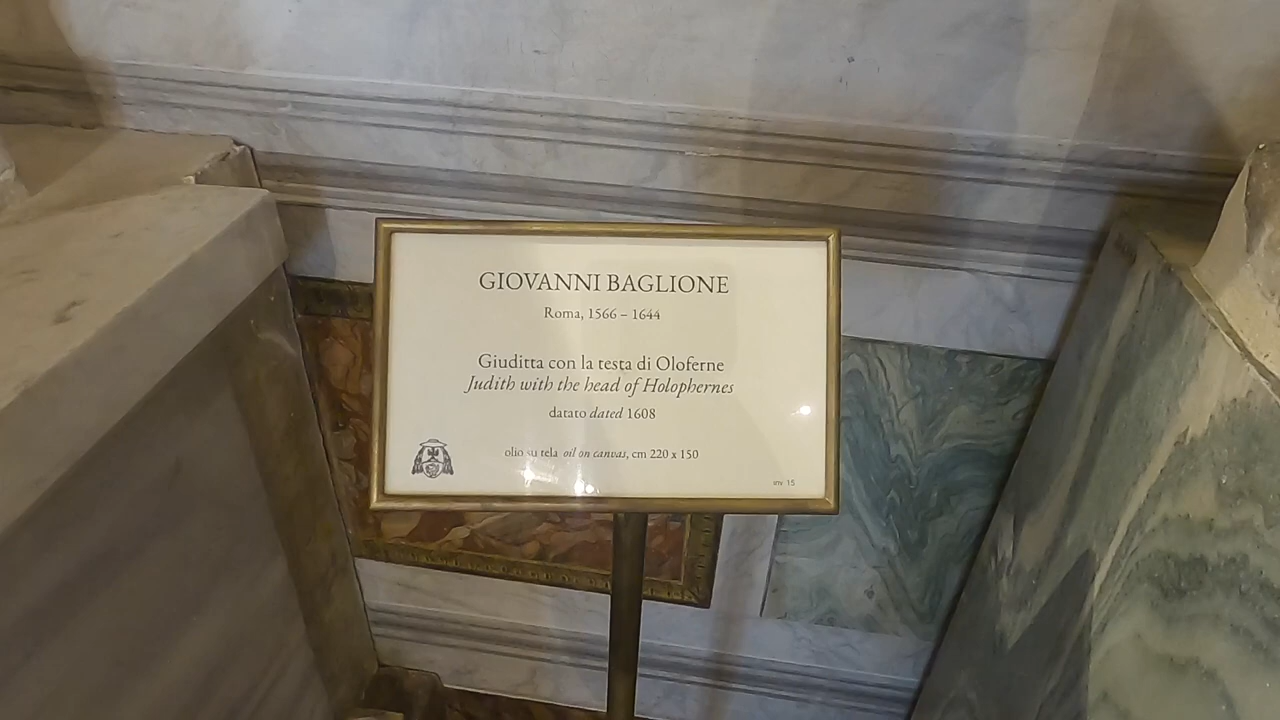 GIOVANNI BAGLIONE
Roma, 1566 – 1644
Giuditta con la testa di Oloferne
Judith with the head of Holophernes
datato dated 1608
olio su tela oil on canvas, cm 220 x 150
inv. 15